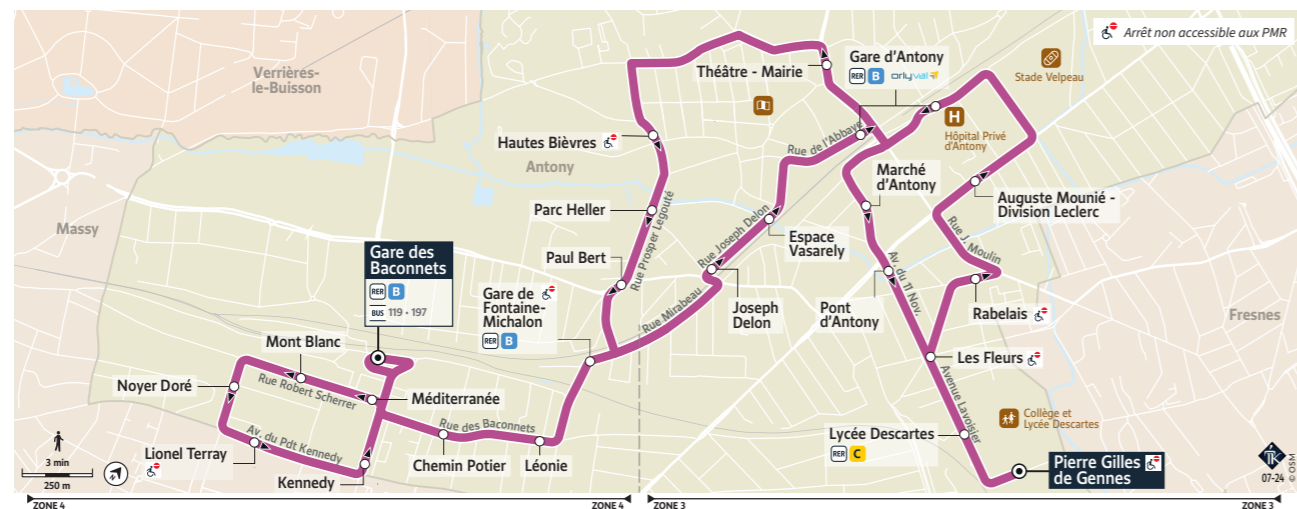 Arrêt non accessible aux PMR
Verrières-
le-Buisson
Théâtre - Mairie
Gare d'Antony
RER B orlyval
Stade Velpeau
H
Hôpital Privé
d'Antony
Hautes Bièvres
Antony
Rue de l'Abbaye
Marché
d'Antony
Auguste Mounié -
Division Leclerc
Parc Heller
Massy
Rue Prosper Legouté
Rue Joseph Delon
Espace
Vasarely
Rue J. Moulin
Gare des
Baconnets
RER B
BUS 119 • 197
Paul Bert
Gare de
Fontaine-
Michalon
RER B
Rue Mirabeau
Joseph
Delon
Pont
d'Antony
Av. du 11 Nov.
Rabelais
Fresnes
Mont Blanc
Les Fleurs
Noyer Doré
Rue Robert Scherrer
Méditerranée
Avenue Lavoisier
Collège et
Lycée Descartes
Rue des Baconnets
Av. du Pdt Kennedy
Lycée Descartes
RER C
Lionel Terray
Chemin Potier
Léonie
Kennedy
Pierre Gilles
de Gennes
3 min
250 m
N
TK
07-24
© OSM
ZONE 4
ZONE 4
ZONE 3
ZONE 3